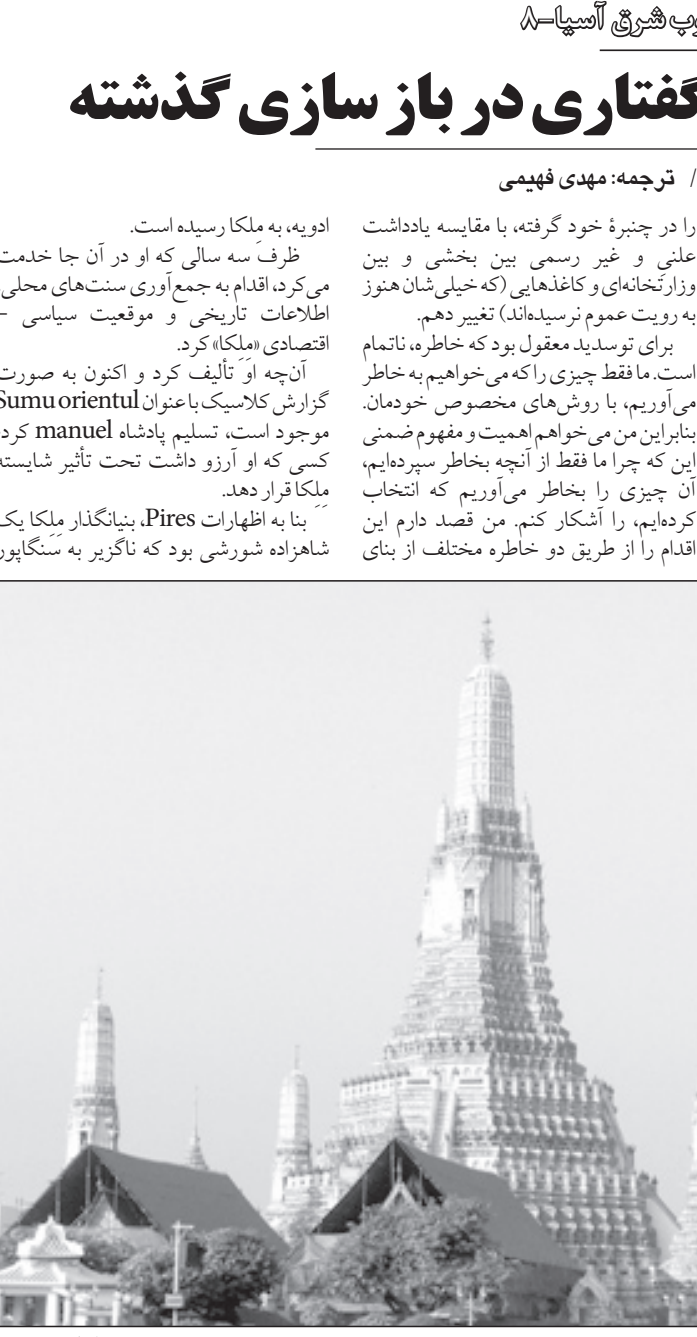 وب شرق آسیا–۸
گفتاری در باز سازی گذشته
/ ترجمه: مهدی فهیمی
را در چنبرۀ خود گرفته، با مقایسه یادداشت
علنی و غیر رسمی بین بخشی و بین
وزارتخانه‌ای و کاغذهایی (که خیلی‌شان هنوز
به رویت عموم نرسیده‌اند) تغییر دهم.
برای توسدید معقول بود که خاطره، ناتمام
است. ما فقط چیزی را که می‌خواهیم به خاطر
می‌آوریم، با روش‌های مخصوص خودمان.
بنابراین من می‌خواهم اهمیت و مفهوم ضمنی
این که چرا ما فقط از آنچه بخاطر سپرده‌ایم،
آن چیزی را بخاطر می‌آوریم که انتخاب
کرده‌ایم، را آشکار کنم. من قصد دارم این
اقدام را از طریق دو خاطره مختلف از بنای
ادویه، به مَلکا رسیده است.
ظرف سه سالی که او در آن جا خدمت
می‌کرد، اقدام به جمع‌آوری سنت‌های محلی،
اطلاعات تاریخی و موقعیت سیاسی -
اقتصادی «مَلَکا» کرد.
آن‌چه او تألیف کرد و اکنون به صورت
گزارش کلاسیک با عنوان Sumu orientul
موجود است، تسلیم پادشاه manuel کرد،
کسی که او آرزو داشت تحت تأثیر شایسته
ملکا قرار دهد.
بنا به اظهارات Pires، بنیانگذار مَلَکا یک
شاهزاده شورشی بود که ناگزیر به سنگاپور